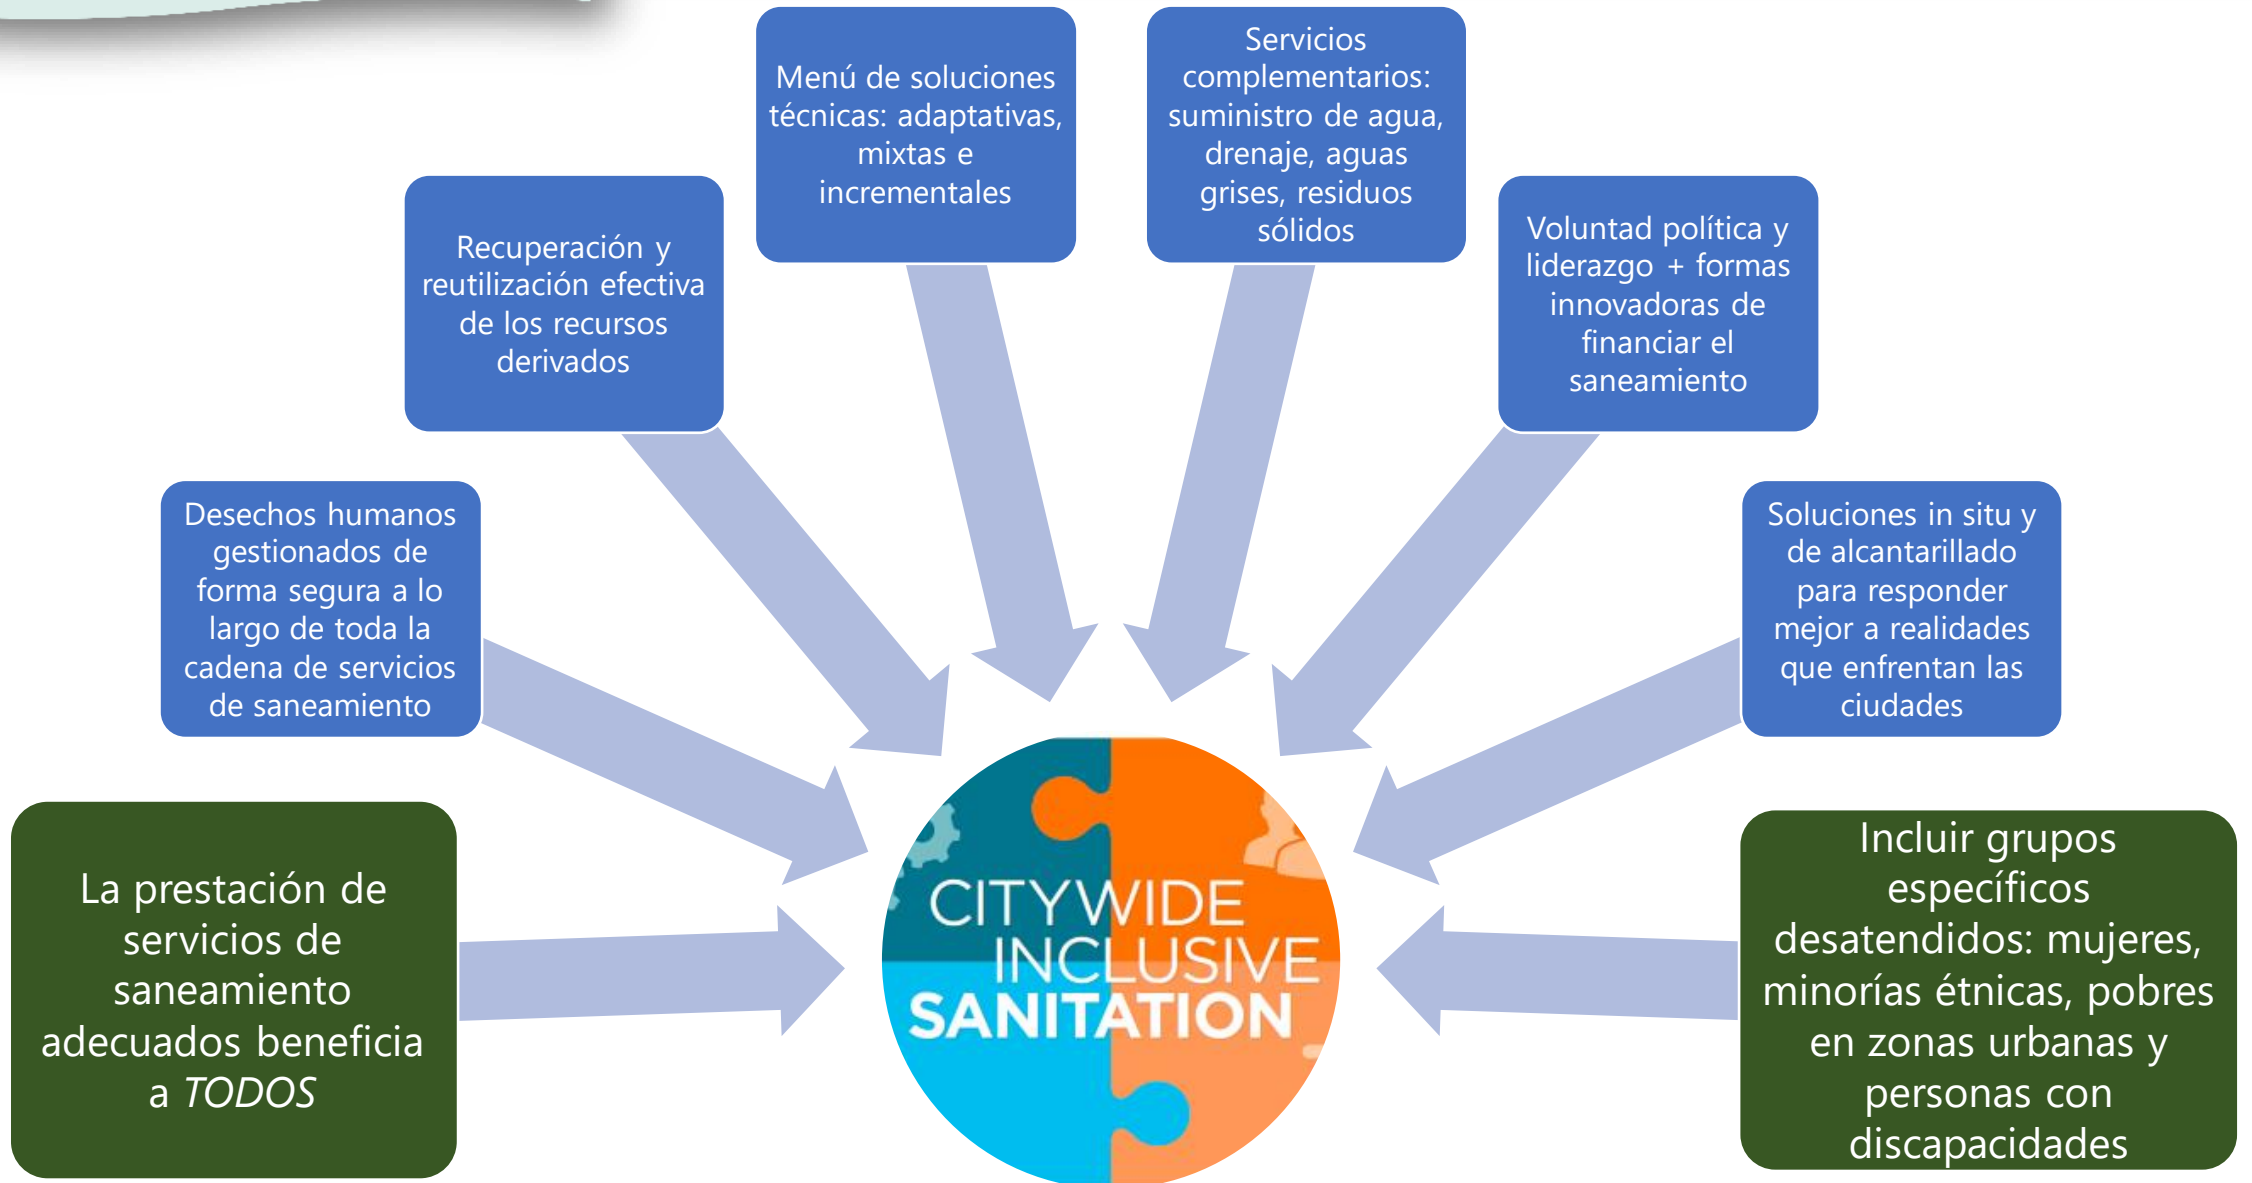 Menú de soluciones
técnicas: adaptativas,
mixtas e
incrementales
Servicios
complementarios:
suministro de agua,
drenaje, aguas
grises, residuos
sólidos
Recuperación y
reutilización efectiva
de los recursos
derivados
Voluntad política y
liderazgo + formas
innovadoras de
financiar el
saneamiento
Desechos humanos
gestionados de
forma segura a lo
largo de toda la
cadena de servicios
de saneamiento
Soluciones in situ y
de alcantarillado
para responder
mejor a realidades
que enfrentan las
ciudades
La prestación de
servicios de
saneamiento
adecuados beneficia
a TODOS
CITYWIDE
INCLUSIVE
SANITATION
Incluir grupos
específicos
desatendidos: mujeres,
minorías étnicas, pobres
en zonas urbanas y
personas con
discapacidades